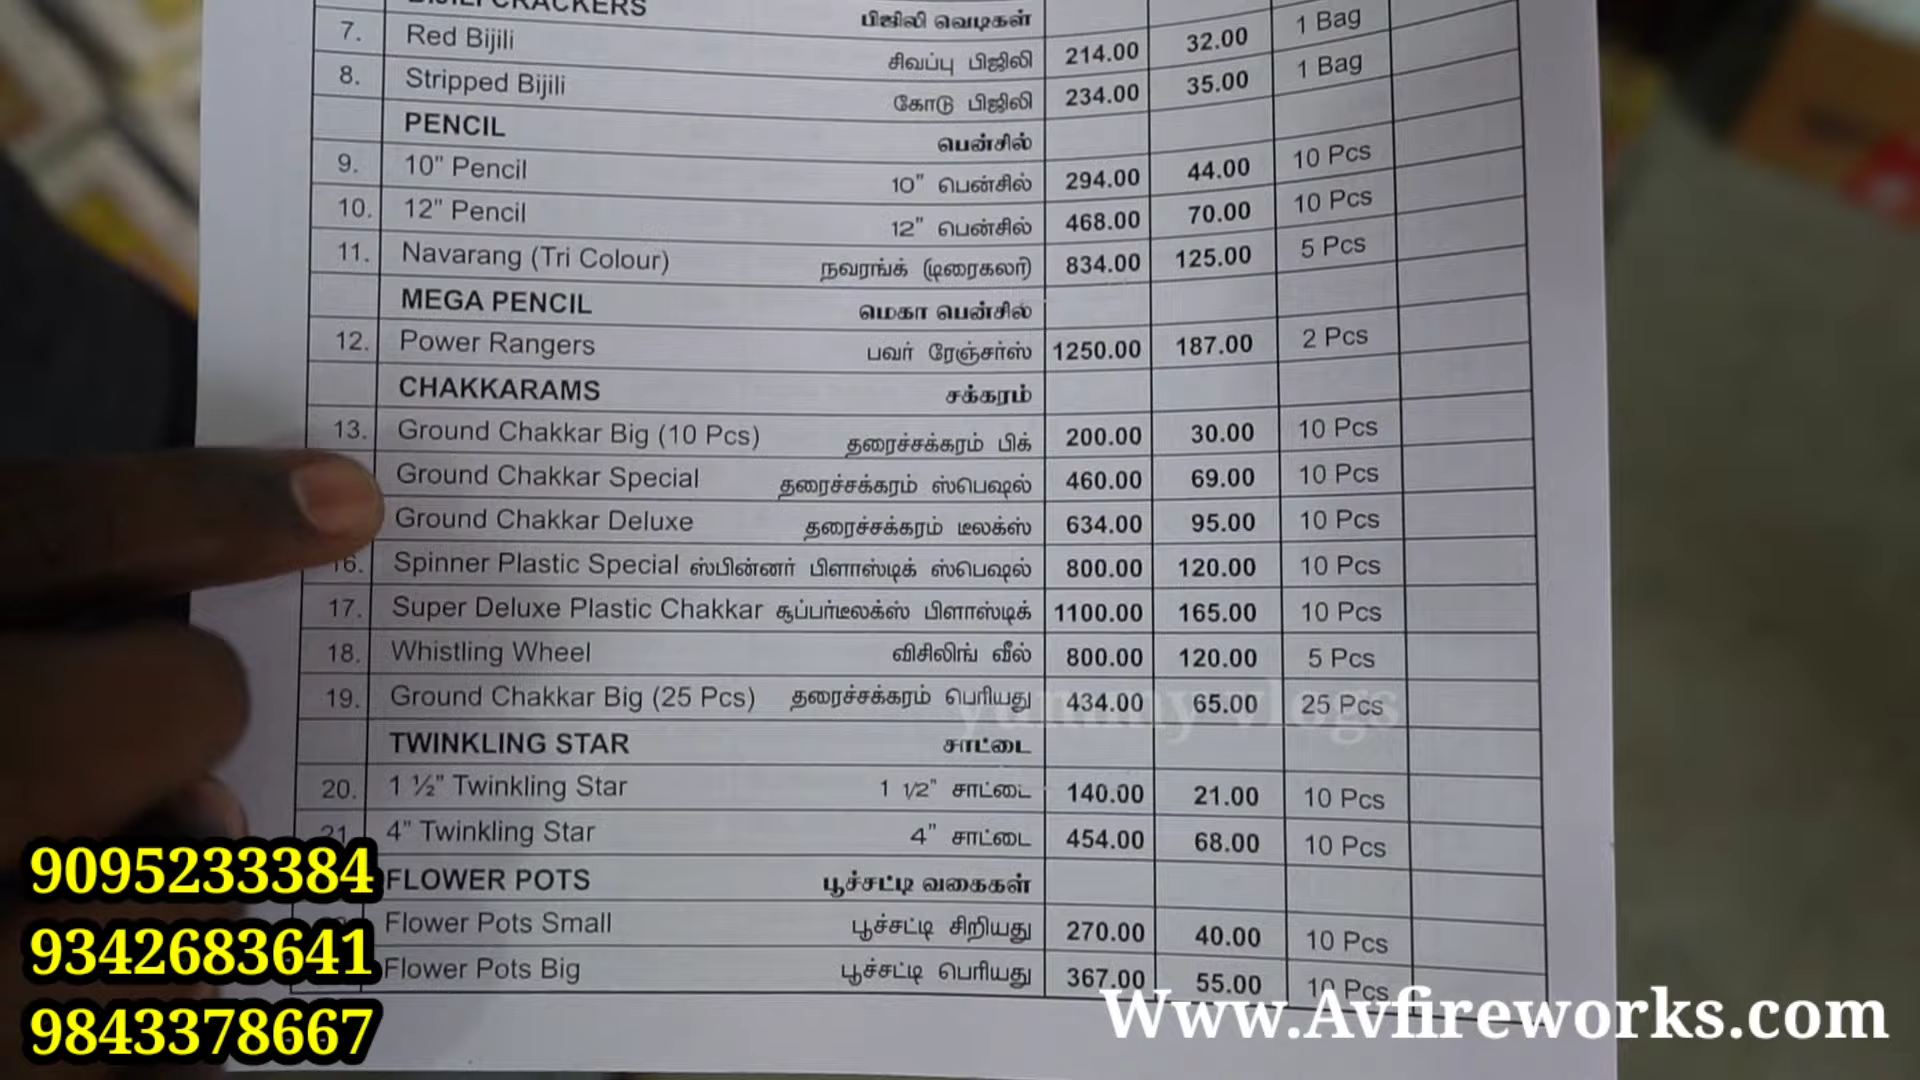 BIJILI CRACKERS பிஜிலி வெடிகள்
7. Red Bijili சிவப்பு பிஜிலி 214.00 32.00 1 Bag
8. Stripped Bijili கோடு பிஜிலி 234.00 35.00 1 Bag
PENCIL பென்சில்
9. 10" Pencil 10" பென்சில் 294.00 44.00 10 Pcs
10. 12" Pencil 12" பென்சில் 468.00 70.00 10 Pcs
11. Navarang (Tri Colour) நவரங்க் (டிரைகலர்) 834.00 125.00 5 Pcs
MEGA PENCIL மெகா பென்சில்
12. Power Rangers பவர் ரேஞ்சர்ஸ் 1250.00 187.00 2 Pcs
CHAKKARAMS சக்கரம்
13. Ground Chakkar Big (10 Pcs) தரைச்சக்கரம் பிக் 200.00 30.00 10 Pcs
Ground Chakkar Special தரைச்சக்கரம் ஸ்பெஷல் 460.00 69.00 10 Pcs
Ground Chakkar Deluxe தரைச்சக்கரம் டீலக்ஸ் 634.00 95.00 10 Pcs
16. Spinner Plastic Special ஸ்பின்னர் பிளாஸ்டிக் ஸ்பெஷல் 800.00 120.00 10 Pcs
17. Super Deluxe Plastic Chakkar சூப்பர்டீலக்ஸ் பிளாஸ்டிக் 1100.00 165.00 10 Pcs
18. Whistling Wheel விசிலிங் வீல் 800.00 120.00 5 Pcs
19. Ground Chakkar Big (25 Pcs) தரைச்சக்கரம் பெரியது 434.00 65.00 25 Pcs
yummy vlogs
TWINKLING STAR சாட்டை
20. 1 ½" Twinkling Star 1 1/2" சாட்டை 140.00 21.00 10 Pcs
21. 4" Twinkling Star 4" சாட்டை 454.00 68.00 10 Pcs
FLOWER POTS பூச்சட்டி வகைகள்
Flower Pots Small பூச்சட்டி சிறியது 270.00 40.00 10 Pcs
Flower Pots Big பூச்சட்டி பெரியது 367.00 55.00 10 Pcs
9095233384
9342683641
9843378667
Www.Avfireworks.com